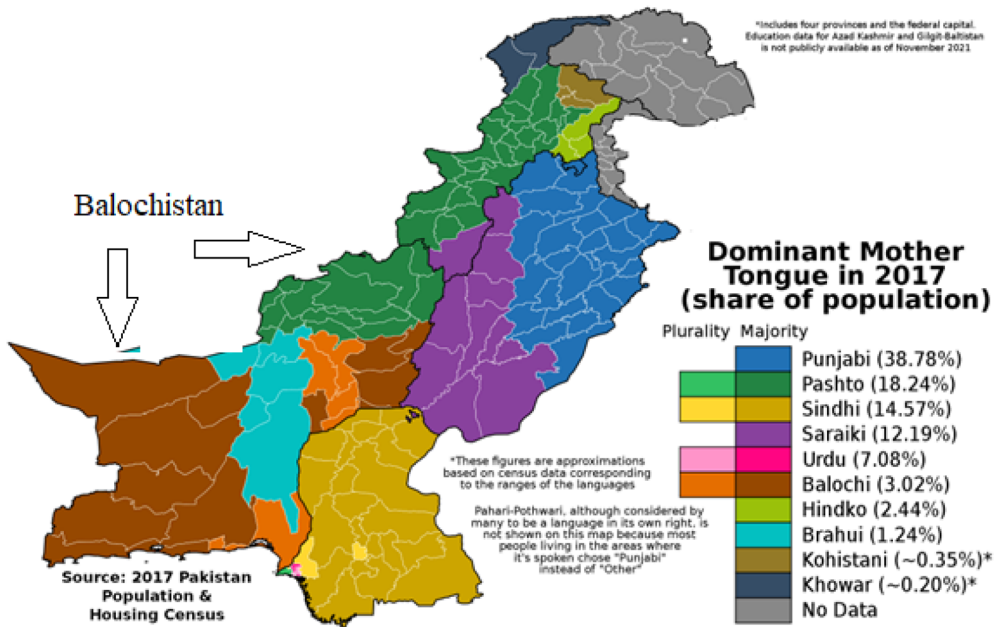 *Includes four provinces and the federal capital.
Education data for Azad Kashmir and Gilgit-Baltistan
is not publicly available as of November 2021
Balochistan
Dominant Mother
Tongue in 2017
(share of population)
Plurality Majority
Punjabi (38.78%)
Pashto (18.24%)
Sindhi (14.57%)
Saraiki (12.19%)
Urdu (7.08%)
Balochi (3.02%)
Hindko (2.44%)
Brahui (1.24%)
Kohistani (~0.35%)*
Khowar (~0.20%)*
No Data
*These figures are approximations
based on census data corresponding
to the ranges of the languages
Pahari-Pothwari, although considered by
many to be a language in its own right, is
not shown on this map because most
people living in the areas where
it's spoken chose "Punjabi"
instead of "Other"
Source: 2017 Pakistan
Population &
Housing Census